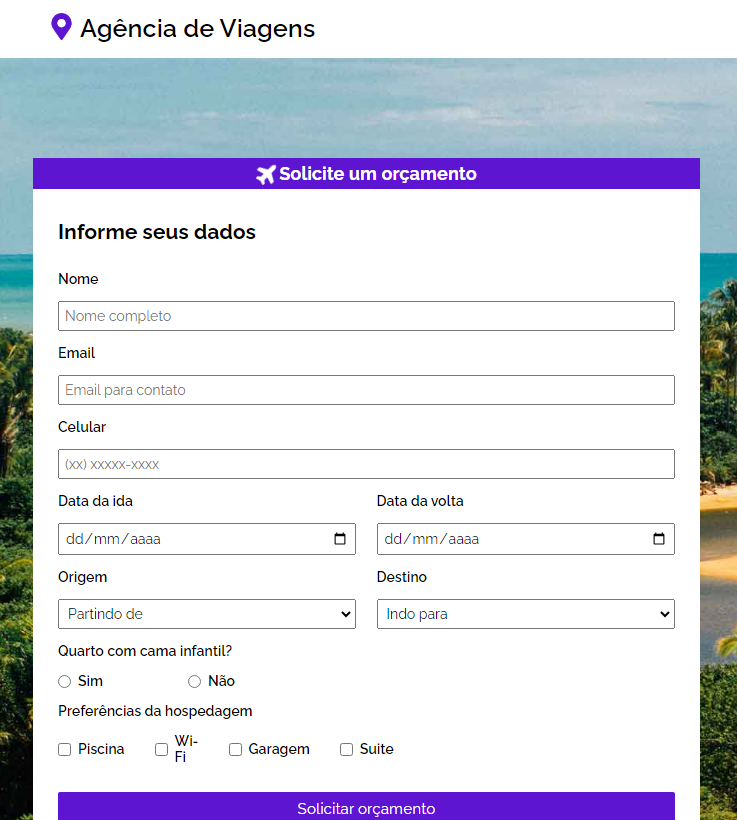 Agência de Viagens
Solicite um orçamento
Informe seus dados
Nome
Nome completo
Email
Email para contato
Celular
(xx) xxxxx-xxxx
Data da ida Data da volta
dd/mm/aaaa dd/mm/aaaa
Origem Destino
Partindo de Indo para
Quarto com cama infantil?
Sim Não
Preferências da hospedagem
Piscina Wi-
Fi Garagem Suite
Solicitar orçamento